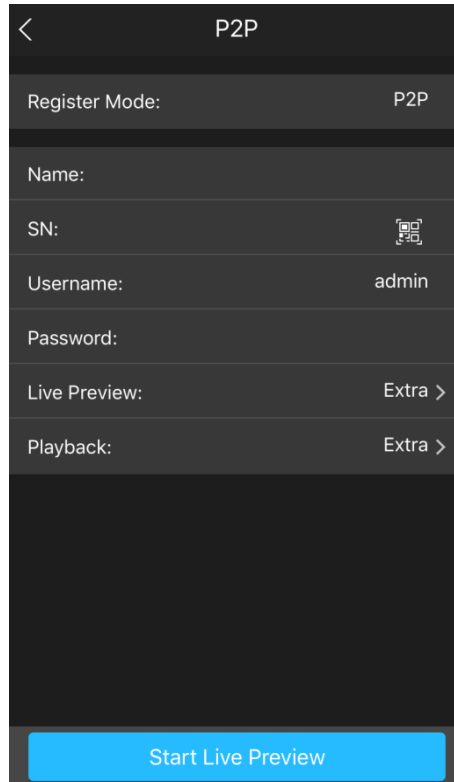 P2P
Register Mode: P2P
Name:
SN:
Username: admin
Password:
Live Preview: Extra
Playback: Extra
Start Live Preview